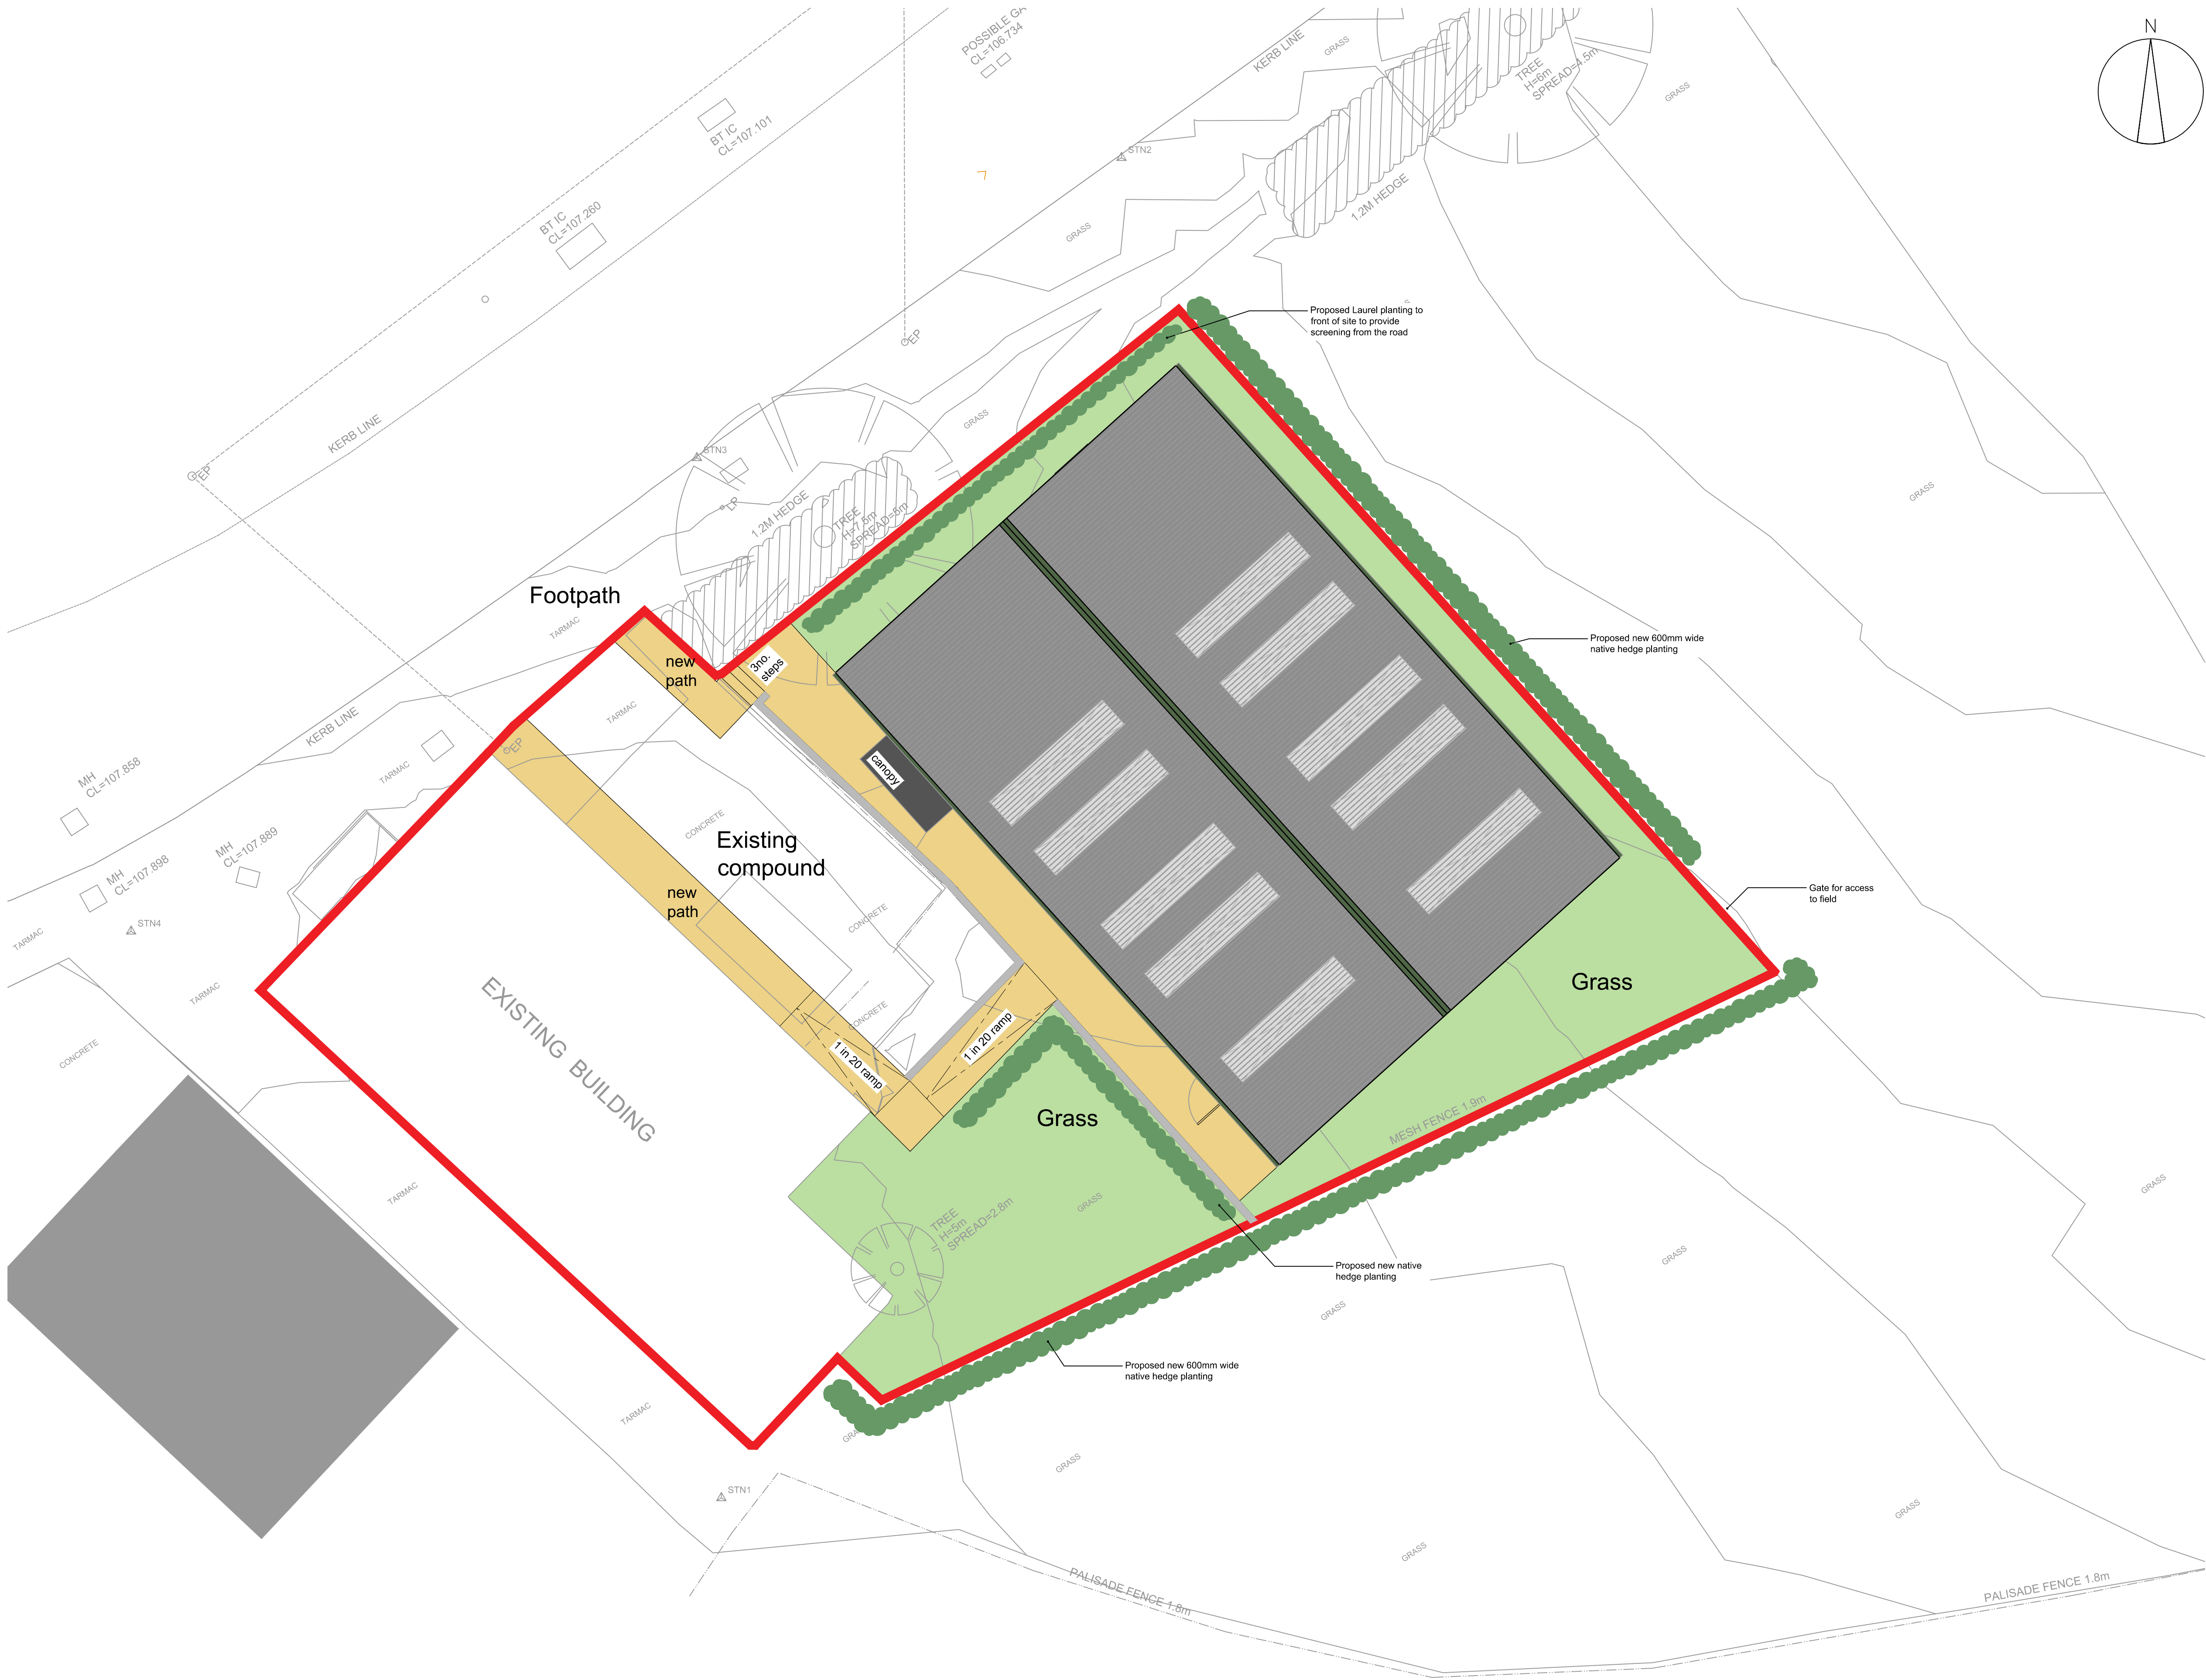 N
POSSIBLE GA
CL=106.734
KERB LINE
GRASS
TREE
H=6m
SPREAD=4.5m
GRASS
BT IC
CL=107.101
STN2
1.2M HEDGE
BT IC
CL=107.260
GRASS
Proposed Laurel planting to
front of site to provide
screening from the road
EP
KERB LINE
GRASS
EP
STN3
LP
1.2M HEDGE
TREE
H=7.5m
SPREAD=5m
GRASS
Footpath
TARMAC
new
path
3no.
steps
Proposed new 600mm wide
native hedge planting
KERB LINE
TARMAC
EP
TARMAC
canopy
MH
CL=107.858
MH
CL=107.889
MH
CL=107.898
CONCRETE
Existing
compound
new
path
CONCRETE
Gate for access
to field
STN4
TARMAC
TARMAC
EXISTING BUILDING
Grass
CONCRETE
CONCRETE
1 in 20 ramp
1 in 20 ramp
Grass
MESH FENCE 1.9m
TARMAC
TREE
H=5m
SPREAD=2.8m
GRASS
GRASS
GRASS
Proposed new native
hedge planting
GRASS
Proposed new 600mm wide
native hedge planting
TARMAC
GRA
GRASS
STN1
GRASS
GRASS
PALISADE FENCE 1.8m
PALISADE FENCE 1.8m